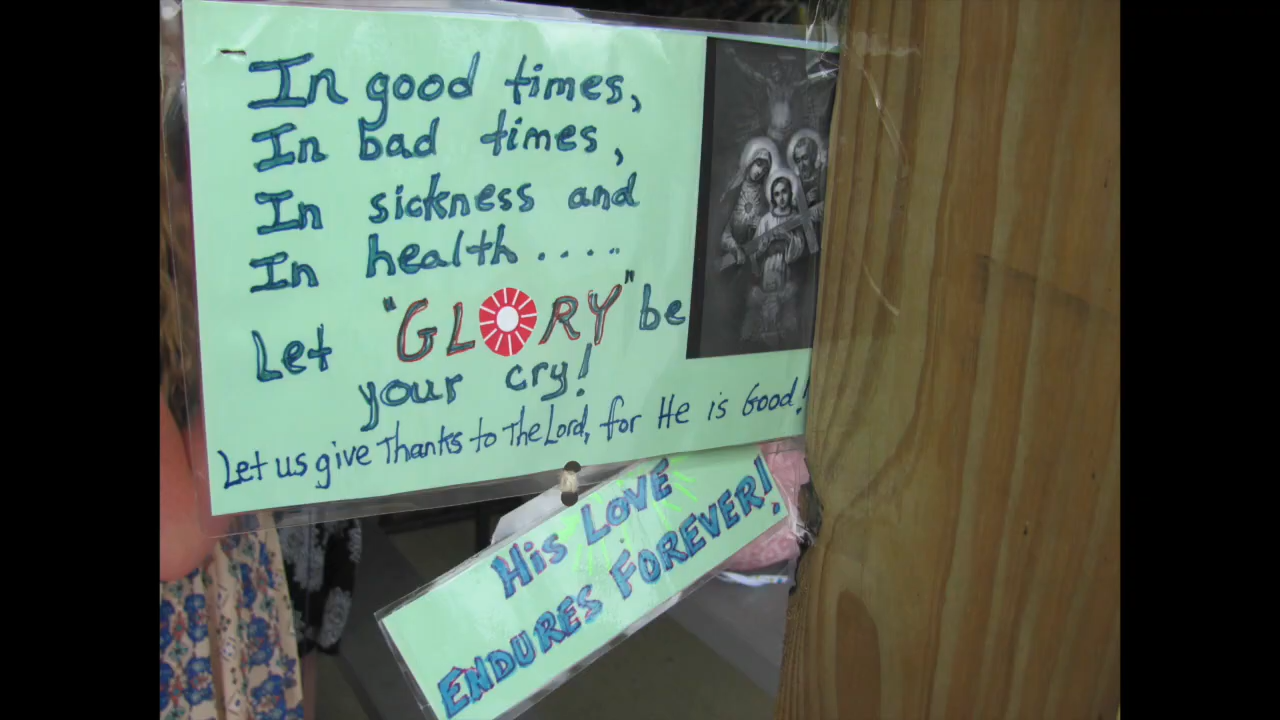 In good times,
In bad times,
In sickness and
In health.....
Let "GLORY" be
your cry!
Let us give Thanks to The Lord, for He is Good!
His LOVE
ENDURES FOREVER!